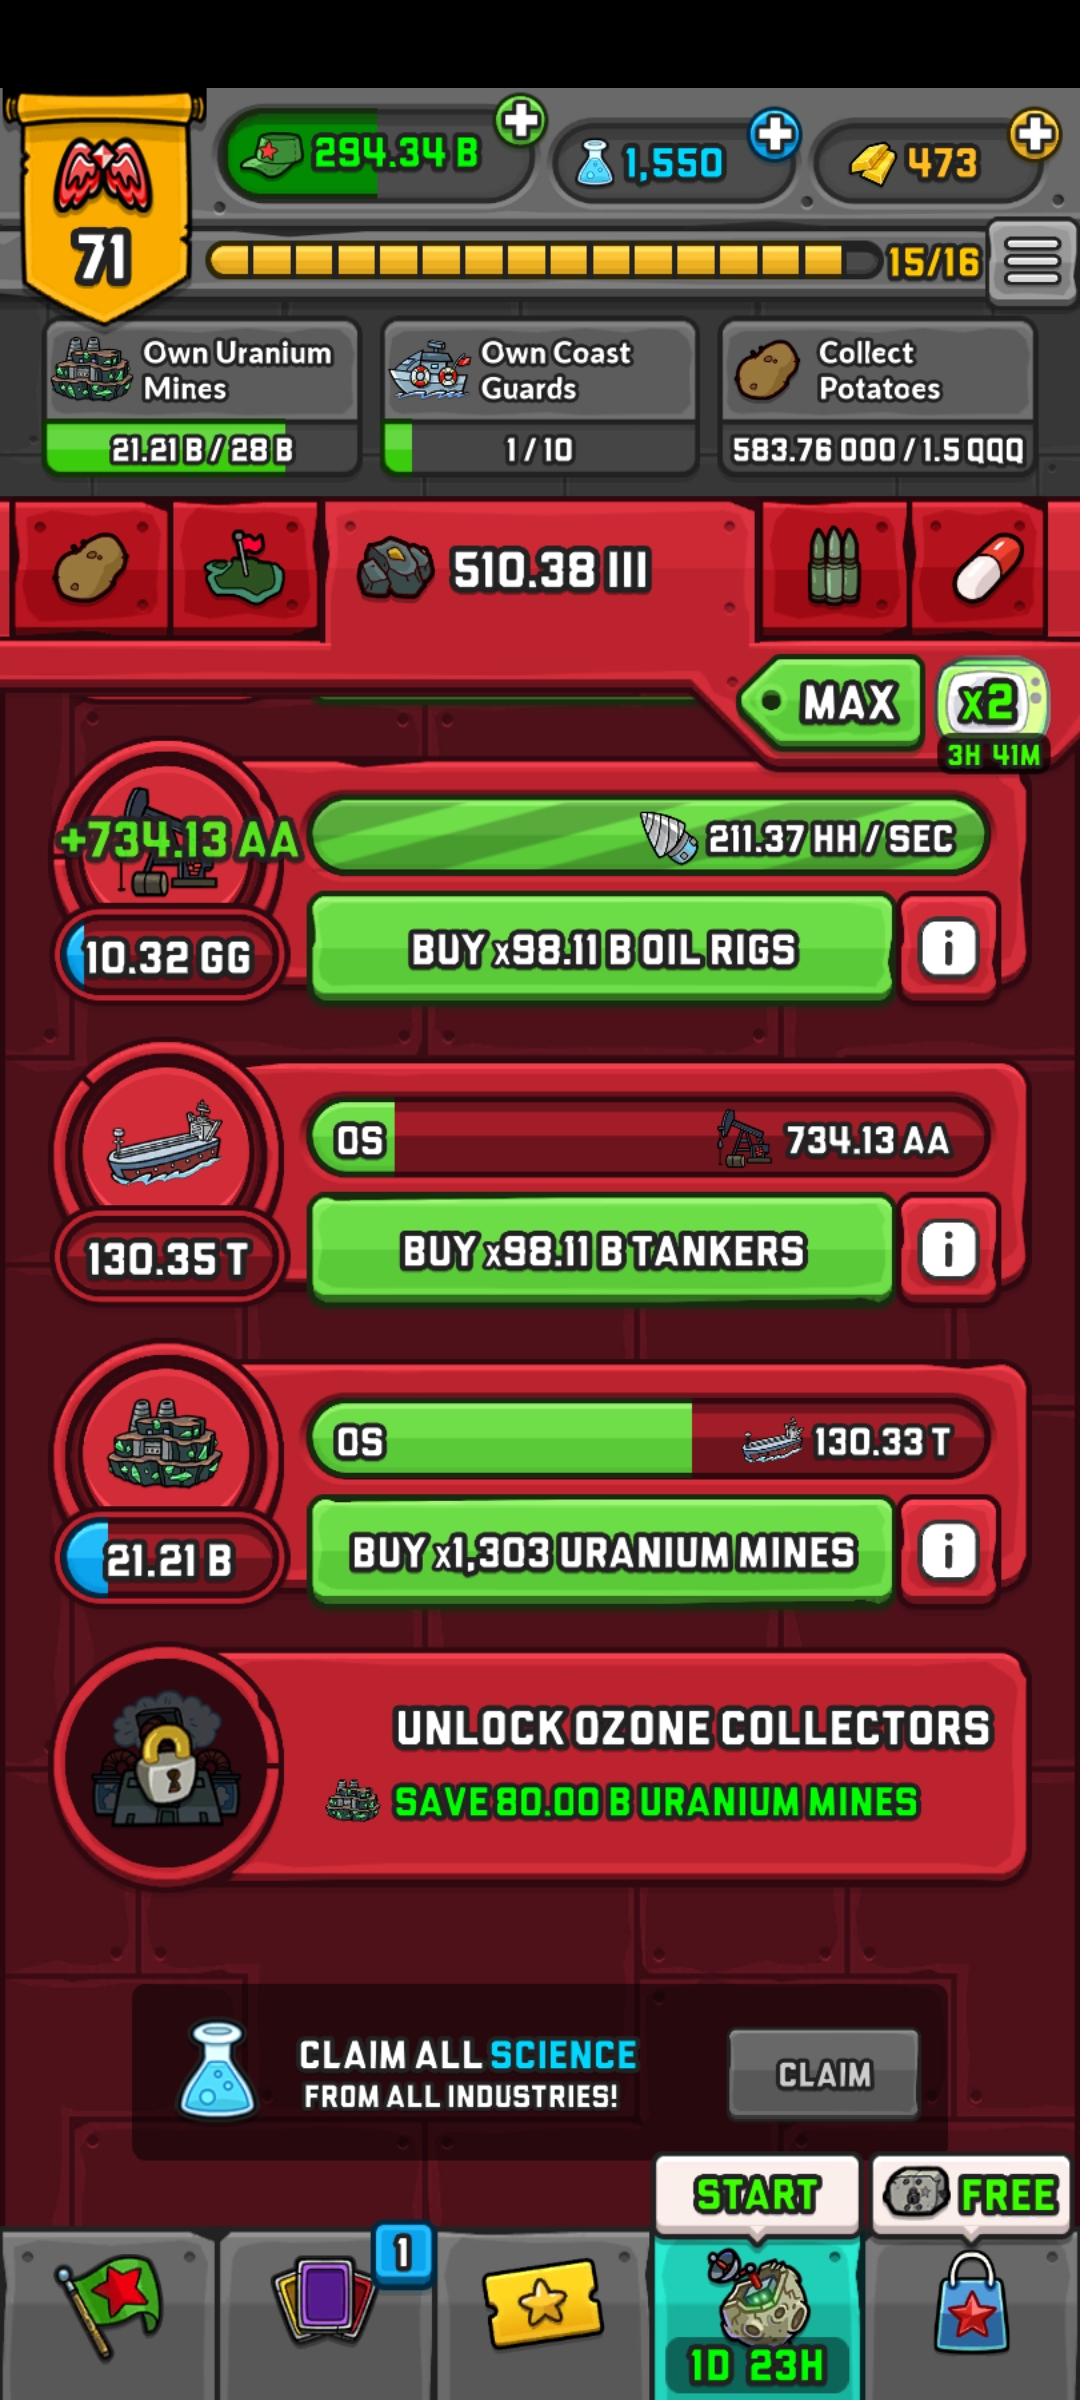 294.34 B
1,550
473
71
15/16
Own Uranium
Mines
21.21 B / 28 B
Own Coast
Guards
1 / 10
Collect
Potatoes
583.76 OOO / 1.5 QQQ
510.38 III
MAX
x2
3H 41M
+734.13 AA
211.37 HH / SEC
10.32 GG
BUY x98.11 B OIL RIGS
i
0S
734.13 AA
130.35 T
BUY x98.11 B TANKERS
i
0S
130.33 T
21.21 B
BUY x1,303 URANIUM MINES
i
UNLOCK OZONE COLLECTORS
SAVE 80.00 B URANIUM MINES
CLAIM ALL SCIENCE
FROM ALL INDUSTRIES!
CLAIM
START
FREE
1
1D 23H